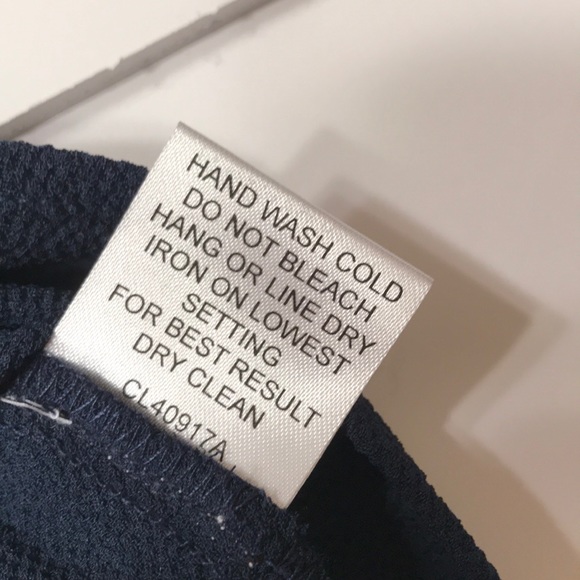 HAND WASH COLD
DO NOT BLEACH
HANG OR LINE DRY
IRON ON LOWEST
SETTING
FOR BEST RESULT
DRY CLEAN
CL40917A